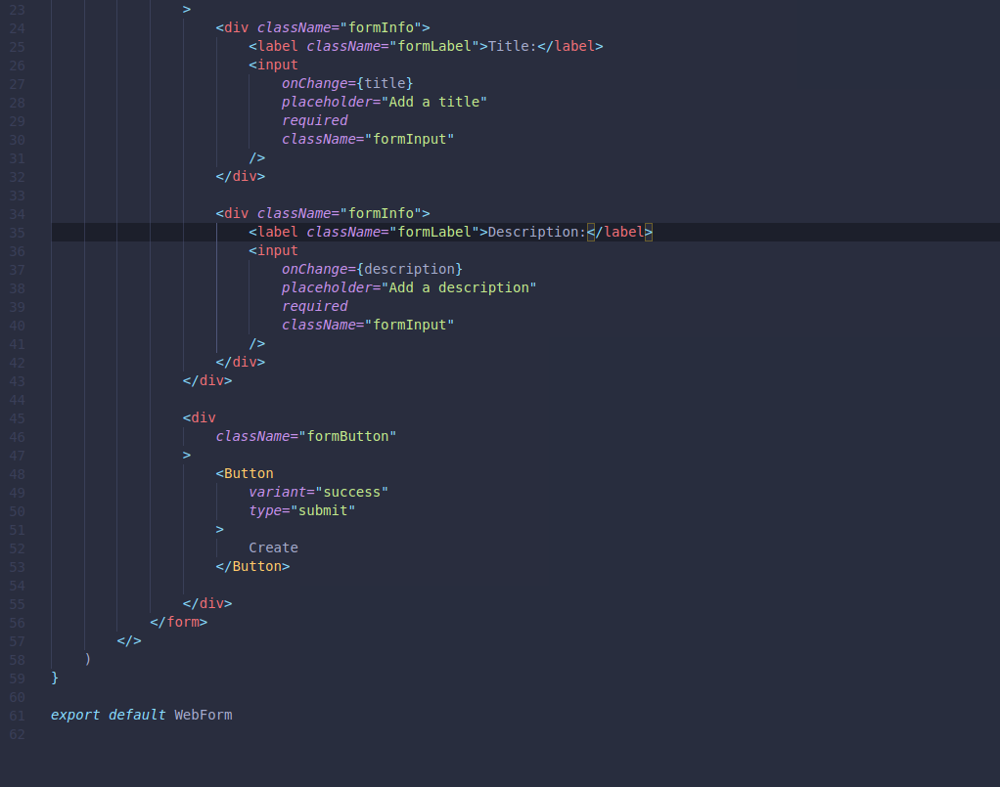 23                 >
24                     <div className="formInfo">
25                         <label className="formLabel">Title:</label>
26                         <input
27                             onChange={title}
28                             placeholder="Add a title"
29                             required
30                             className="formInput"
31                         />
32                     </div>
33
34                     <div className="formInfo">
35                         <label className="formLabel">Description:</label>
36                         <input
37                             onChange={description}
38                             placeholder="Add a description"
39                             required
40                             className="formInput"
41                         />
42                     </div>
43                 </div>
44
45                 <div
46                     className="formButton"
47                 >
48                     <Button
49                         variant="success"
50                         type="submit"
51                     >
52                         Create
53                     </Button>
54
55                 </div>
56             </form>
57         </>
58     )
59 }
60
61 export default WebForm
62